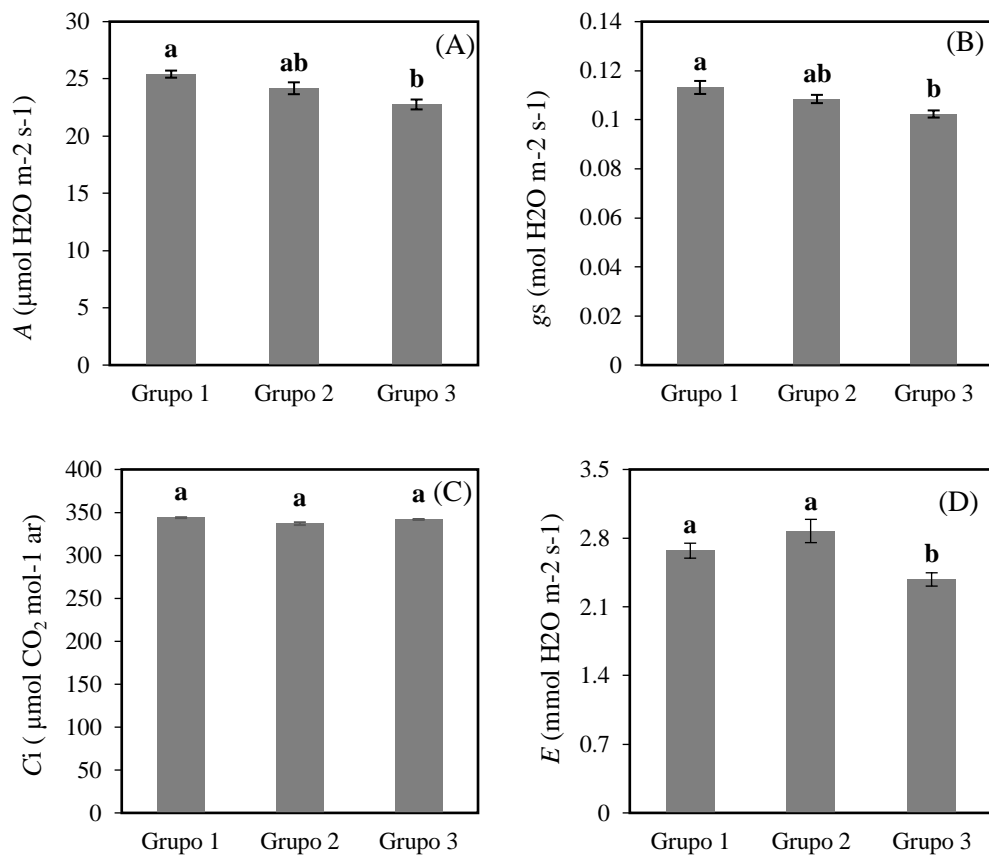 (A)
A (µmol H2O m-2 s-1)
30
25
20
15
10
5
0
a
ab
b
Grupo 1 Grupo 2 Grupo 3
(B)
gs (mol H2O m-2 s-1)
0.14
0.12
0.1
0.08
0.06
0.04
0.02
0
a
ab
b
Grupo 1 Grupo 2 Grupo 3
(C)
Ci ( µmol CO₂ mol-1 ar)
400
350
300
250
200
150
100
50
0
a
a
a
Grupo 1 Grupo 2 Grupo 3
(D)
E (mmol H2O m-2 s-1)
3.5
2.8
2.1
1.4
0.7
0
a
a
b
Grupo 1 Grupo 2 Grupo 3